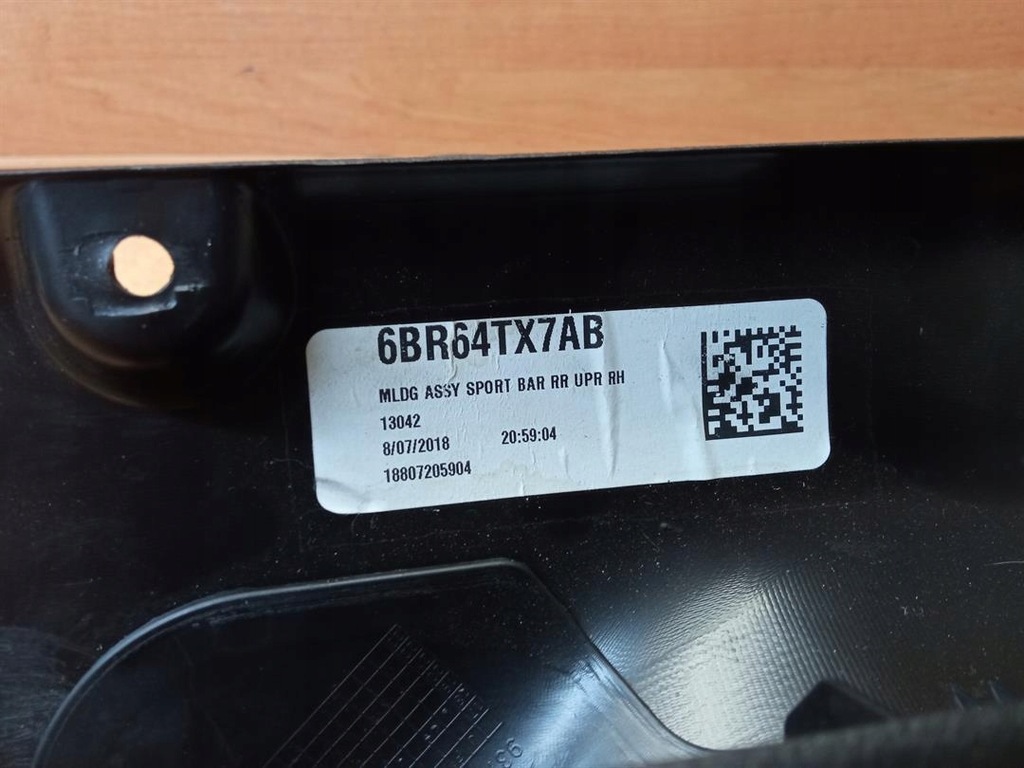 6BR64TX7AB
MLDG ASSY SPORT BAR RR UPR RH
13042
8/07/2018 20:59:04
18807205904